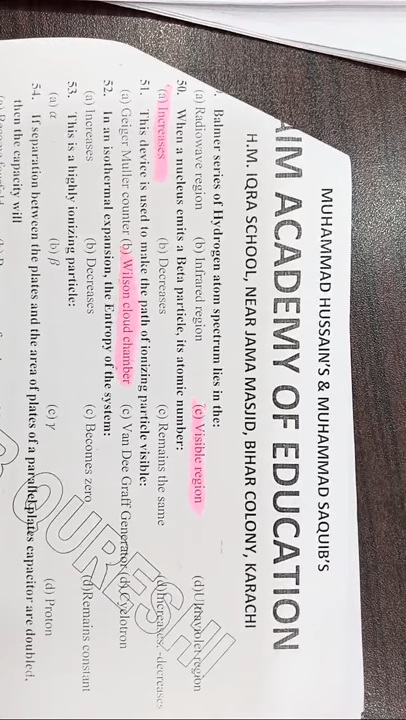 MUHAMMAD HUSSAIN'S & MUHAMMAD SAQUIB'S
AIM ACADEMY OF EDUCATION
H.M. IQRA SCHOOL, NEAR JAMA MASJID, BIHAR COLONY, KARACHI
Balmer series of Hydrogen atom spectrum lies in the:
(a) Radiowave region (b) Infrared region (c) Visible region (d) Ultraviolet region
50. When a nucleus emits a Beta particle, its atomic number:
(a) Increases (b) Decreases (c) Remains the same (d) Increases, -decreases
51. This device is used to make the path of ionizing particle visible:
(a) Geiger Muller counter (b) Wilson cloud chamber (c) Van Dee Graff Generator (d) Cyclotron
52. In an isothermal expansion, the Entropy of the system:
(a) Increases (b) Decreases (c) Becomes zero (d) Remains constant
53. This is a highly ionizing particle:
(a) α (b) β (c) γ (d) Proton
54. If separation between the plates and the area of plates of a parallel plates capacitor are doubled,
then the capacity will
QURESHI